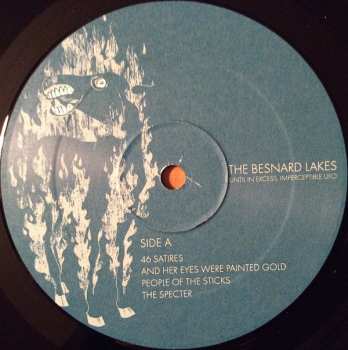 THE BESNARD LAKES
(UNTIL IN EXCESS, IMPERCEPTIBLE UFO)
SIDE A
46 SATIRES
AND HER EYES WERE PAINTED GOLD
PEOPLE OF THE STICKS
THE SPECTER